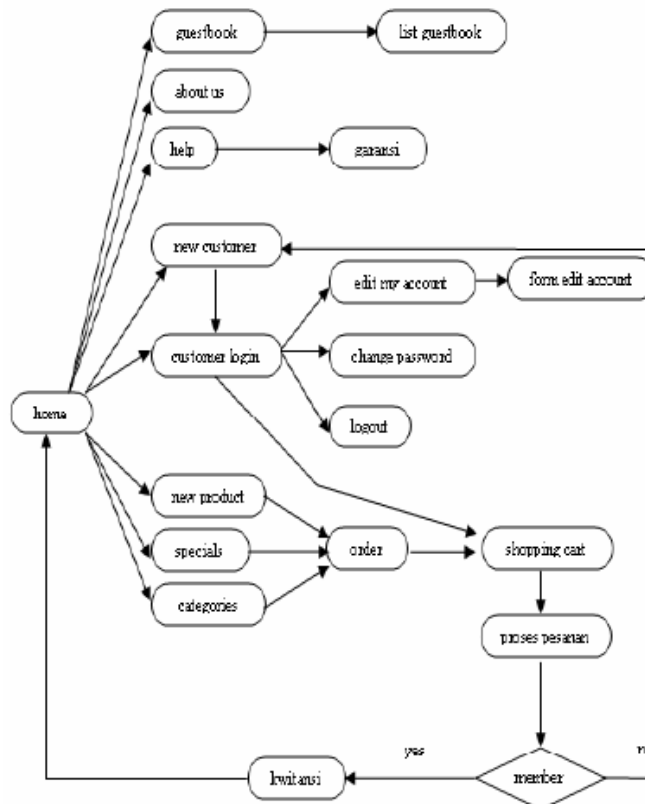 guestbook
list guestbook
about us
help
garansi
new customer
edit my account
form edit account
customer login
change password
home
logout
new product
specials
order
shopping cart
categories
proses pesanan
yes
kwitansi
member